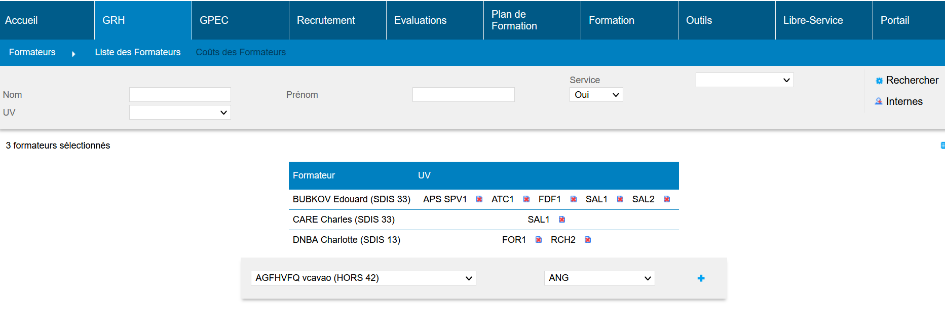 Accueil GRH GPEC Recrutement Evaluations Plan de Formation Formation Outils Libre-Service Portail
Formateurs Liste des Formateurs Coûts des Formateurs
Service
Rechercher
Nom Prénom Oui
Internes
UV
3 formateurs sélectionnés
Formateur UV
BUBKOV Edouard (SDIS 33) APS SPV1 ATC1 FDF1 SAL1 SAL2
CARE Charles (SDIS 33) SAL1
DNBA Charlotte (SDIS 13) FOR1 RCH2
AGFHVFQ vcavao (HORS 42) ANG